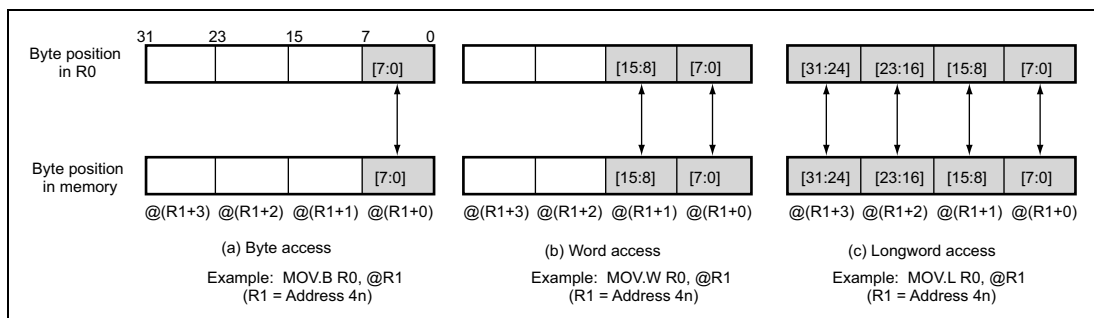 31 23 15 7 0
Byte position
in R0
[7:0] [15:8] [7:0] [31:24] [23:16] [15:8] [7:0]
Byte position
in memory
[7:0] [15:8] [7:0] [31:24] [23:16] [15:8] [7:0]
@(R1+3) @(R1+2) @(R1+1) @(R1+0) @(R1+3) @(R1+2) @(R1+1) @(R1+0) @(R1+3) @(R1+2) @(R1+1) @(R1+0)
(a) Byte access (b) Word access (c) Longword access
Example: MOV.B R0, @R1 Example: MOV.W R0, @R1 Example: MOV.L R0, @R1
(R1 = Address 4n) (R1 = Address 4n) (R1 = Address 4n)